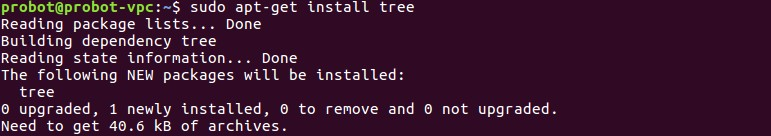 probot@probot-vpc:~$ sudo apt-get install tree
Reading package lists... Done
Building dependency tree
Reading state information... Done
The following NEW packages will be installed:
  tree
0 upgraded, 1 newly installed, 0 to remove and 0 not upgraded.
Need to get 40.6 kB of archives.